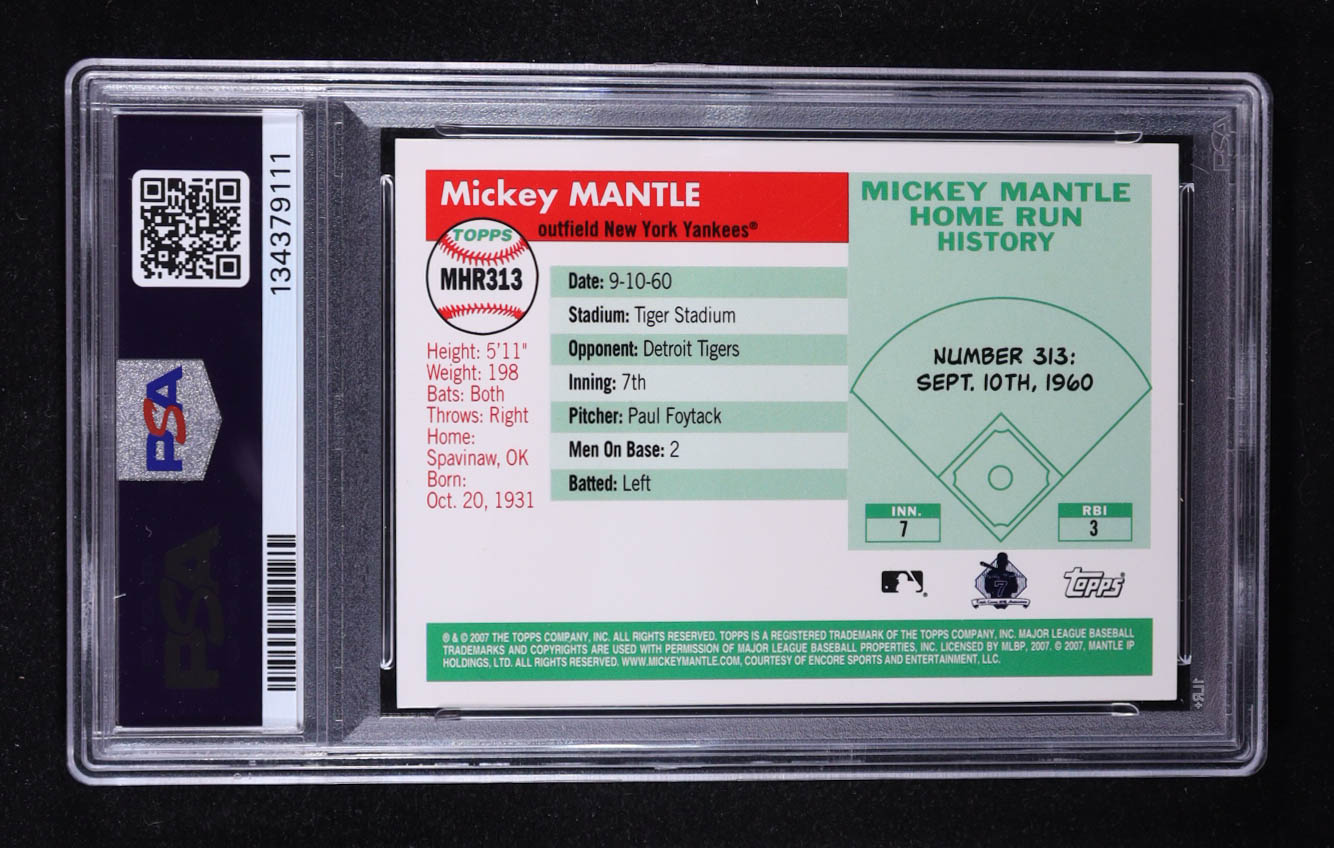 134379111
PSA
PSA
PSA
Mickey MANTLE
outfield New York Yankees®
TOPPS
MHR313
Height: 5'11"
Weight: 198
Bats: Both
Throws: Right
Home:
Spavinaw, OK
Born:
Oct. 20, 1931
Date: 9-10-60
Stadium: Tiger Stadium
Opponent: Detroit Tigers
Inning: 7th
Pitcher: Paul Foytack
Men On Base: 2
Batted: Left
MICKEY MANTLE
HOME RUN
HISTORY
NUMBER 313:
SEPT. 10TH, 1960
INN.
7
RBI
3
7
Topps
® & © 2007 THE TOPPS COMPANY, INC. ALL RIGHTS RESERVED. TOPPS IS A REGISTERED TRADEMARK OF THE TOPPS COMPANY, INC. MAJOR LEAGUE BASEBALL
TRADEMARKS AND COPYRIGHTS ARE USED WITH PERMISSION OF MAJOR LEAGUE BASEBALL PROPERTIES, INC. LICENSED BY MLBP, 2007. © 2007, MANTLE IP
HOLDINGS, LTD. ALL RIGHTS RESERVED. WWW.MICKEYMANTLE.COM, COURTESY OF ENCORE SPORTS AND ENTERTAINMENT, LLC.